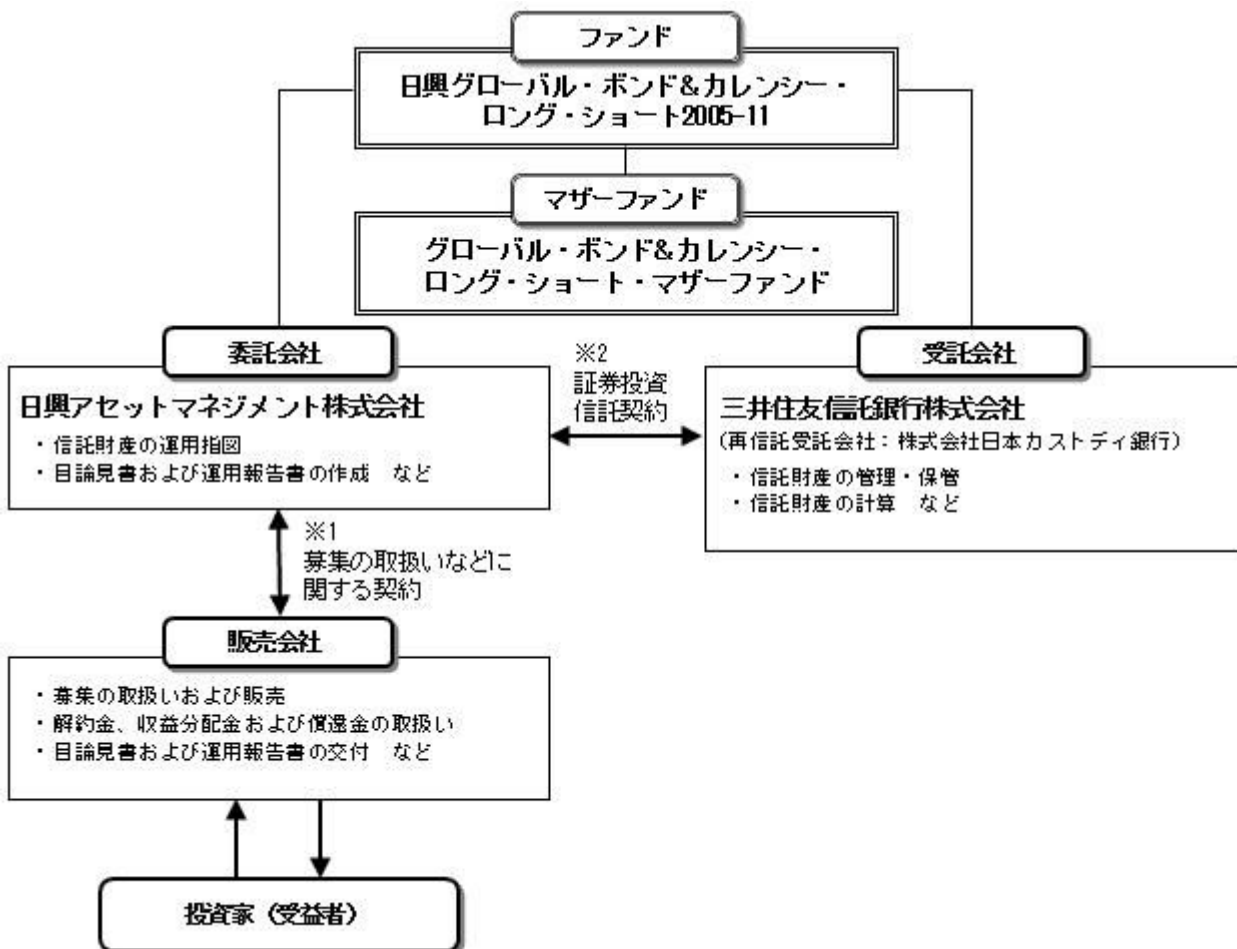 ファンド
日興グローバル・ボンド&カレンシー・
ロング・ショート2005-11
マザーファンド
グローバル・ボンド&カレンシー・
ロング・ショート・マザーファンド
委託会社
日興アセットマネジメント株式会社
・信託財産の運用指図
・目論見書および運用報告書の作成 など
※2
証券投資
信託契約
受託会社
三井住友信託銀行株式会社
(再信託受託会社：株式会社日本カストディ銀行)
・信託財産の管理・保管
・信託財産の計算 など
※1
募集の取扱いなどに
関する契約
販売会社
・募集の取扱いおよび販売
・解約金、収益分配金および償還金の取扱い
・目論見書および運用報告書の交付 など
投資家（受益者）